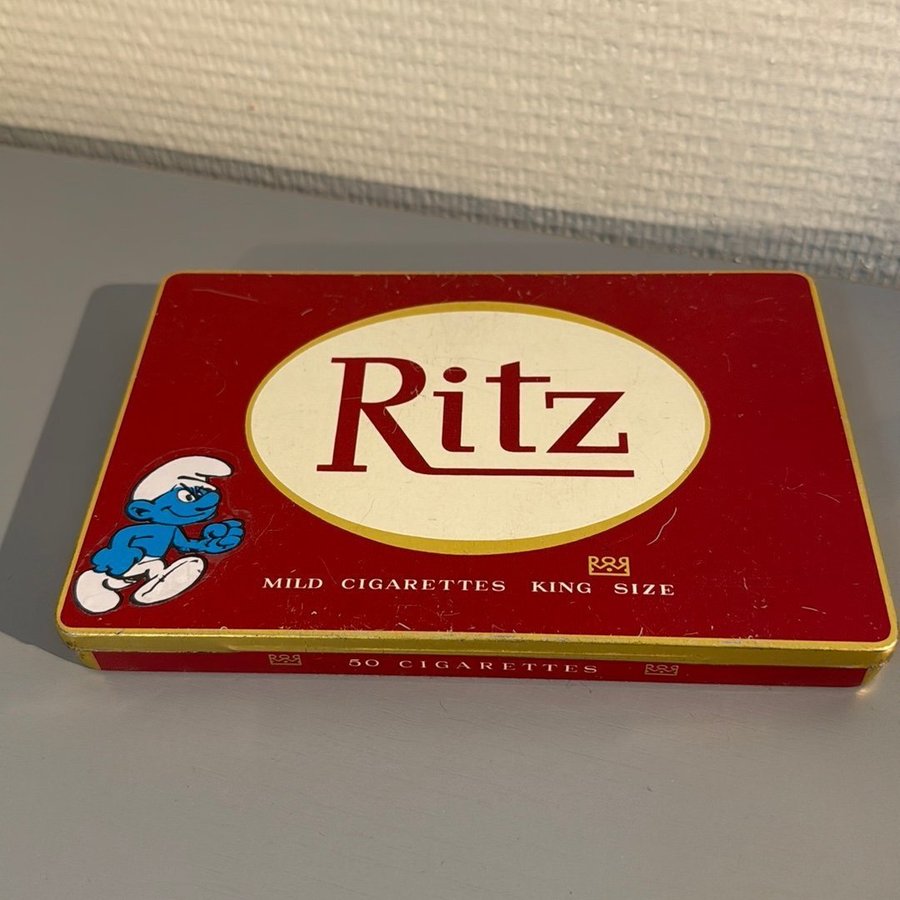 Ritz
MILD CIGARETTES KING SIZE
50 CIGARETTES